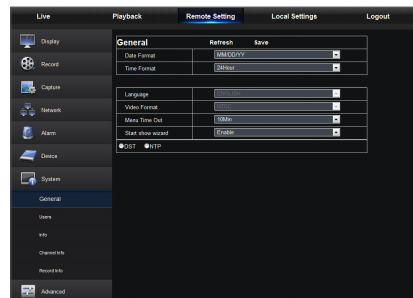 Live Playback Remote Setting Local Settings Logout
Display
Record
Capture
Network
Alarm
Device
System
General
Users
Info
Channel Info
Record Info
Advanced
General Refresh Save
Date Format MM/DD/YY
Time Format 24Hour
Language ENGLISH
Video Format NTSC
Menu Time Out 10Min
Start show wizard Enable
DST NTP